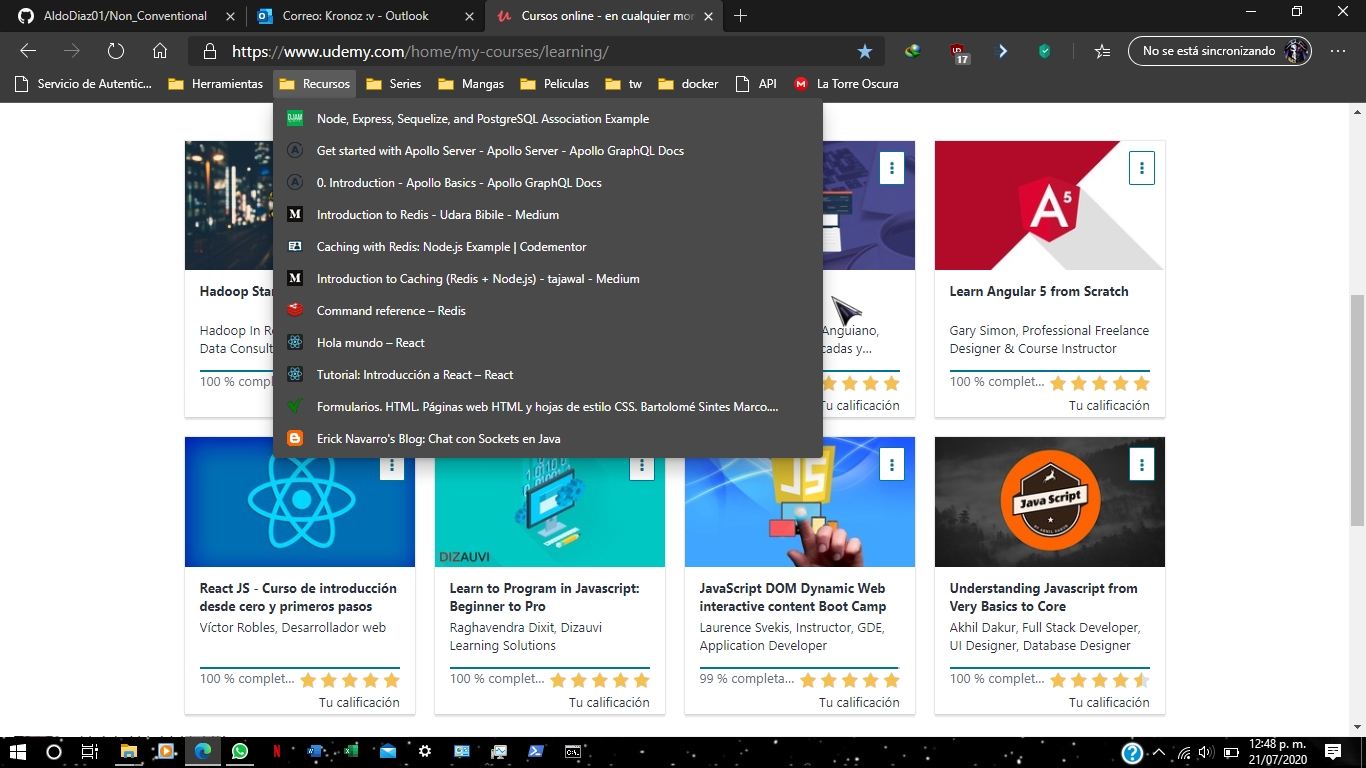 AldoDiaz01/Non_Conventional
Correo: Kronoz :v - Outlook
Cursos online - en cualquier mor
https://www.udemy.com/home/my-courses/learning/
17
No se está sincronizando
Servicio de Autentic...
Herramientas
Recursos
Series
Mangas
Peliculas
tw
docker
API
La Torre Oscura
Node, Express, Sequelize, and PostgreSQL Association Example
Get started with Apollo Server - Apollo Server - Apollo GraphQL Docs
0. Introduction - Apollo Basics - Apollo GraphQL Docs
Introduction to Redis - Udara Bibile - Medium
Caching with Redis: Node.js Example | Codementor
Introduction to Caching (Redis + Node.js) - tajawal - Medium
Command reference – Redis
Hola mundo – React
Tutorial: Introducción a React – React
Formularios. HTML. Páginas web HTML y hojas de estilo CSS. Bartolomé Sintes Marco....
Erick Navarro's Blog: Chat con Sockets en Java
Hadoop Star
Hadoop In R
Data Consult
100 % compl
Anguiano,
cadas y...
Tu calificación
A5
Learn Angular 5 from Scratch
Gary Simon, Professional Freelance
Designer & Course Instructor
100 % complet...
Tu calificación
React JS - Curso de introducción
desde cero y primeros pasos
Víctor Robles, Desarrollador web
100 % complet...
Tu calificación
DIZAUVI
Learn to Program in Javascript:
Beginner to Pro
Raghavendra Dixit, Dizauvi
Learning Solutions
100 % complet...
Tu calificación
JS
JavaScript DOM Dynamic Web
interactive content Boot Camp
Laurence Svekis, Instructor, GDE,
Application Developer
99 % completa...
Tu calificación
Java Script
Understanding Javascript from
Very Basics to Core
Akhil Dakur, Full Stack Developer,
UI Designer, Database Designer
100 % complet...
Tu calificación
12:48 p. m.
21/07/2020